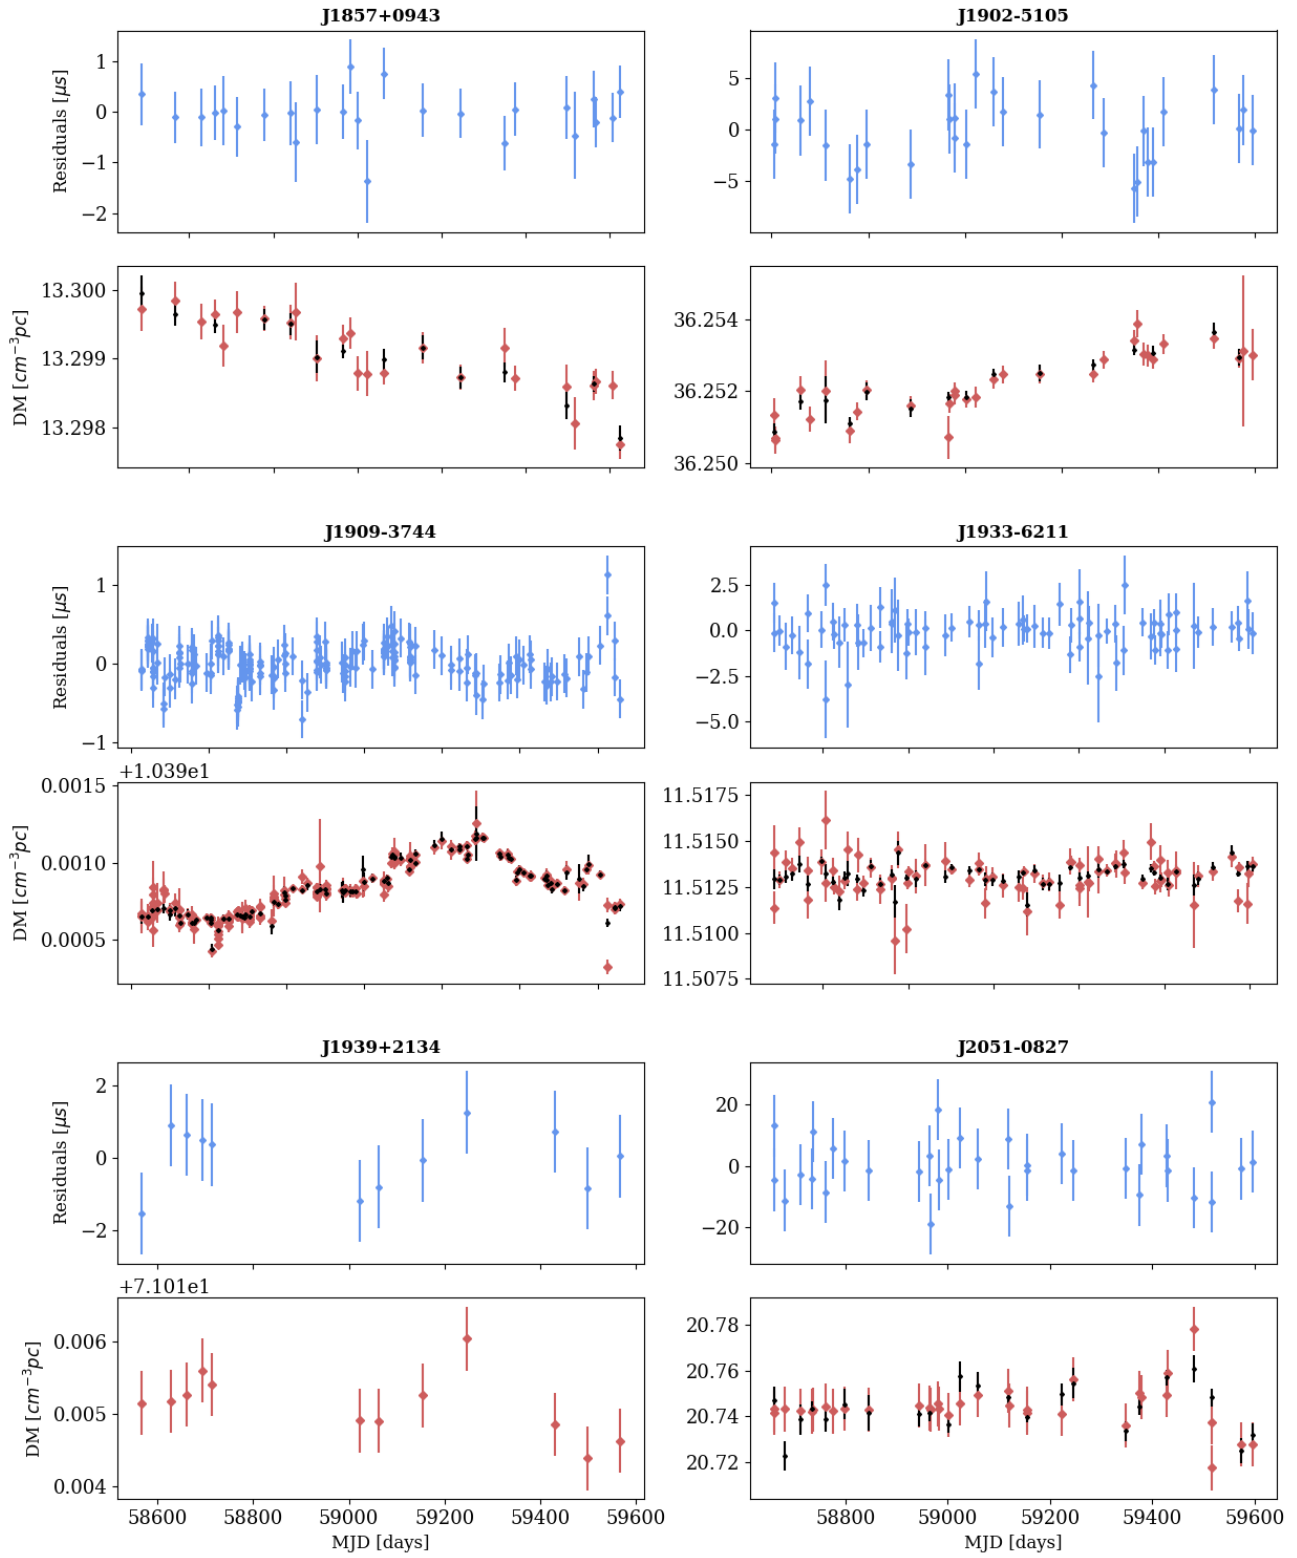 J1857+0943
J1902-5105
Residuals [μs]
1
0
−1
−2
5
0
−5
DM [cm⁻³pc]
13.300
13.299
13.298
36.254
36.252
36.250
J1909-3744
J1933-6211
Residuals [μs]
1
0
−1
2.5
0.0
−2.5
−5.0
+1.039e1
DM [cm⁻³pc]
0.0015
0.0010
0.0005
11.5175
11.5150
11.5125
11.5100
11.5075
J1939+2134
J2051-0827
Residuals [μs]
2
0
−2
20
0
−20
+7.101e1
DM [cm⁻³pc]
0.006
0.005
0.004
20.78
20.76
20.74
20.72
58600 58800 59000 59200 59400 59600
58800 59000 59200 59400 59600
MJD [days]
MJD [days]